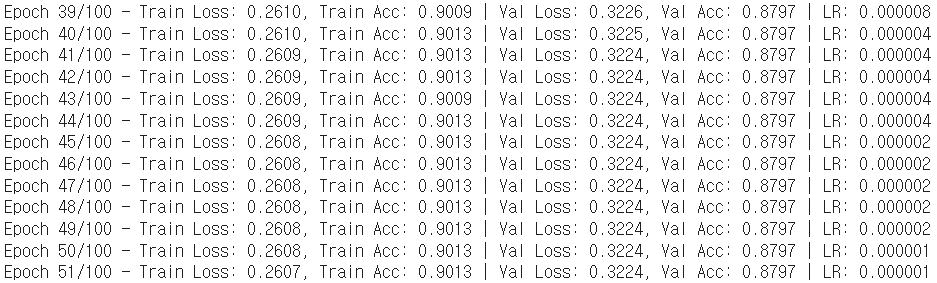 Epoch 39/100 - Train Loss: 0.2610, Train Acc: 0.9009 | Val Loss: 0.3226, Val Acc: 0.8797 | LR: 0.000008
Epoch 40/100 - Train Loss: 0.2610, Train Acc: 0.9013 | Val Loss: 0.3225, Val Acc: 0.8797 | LR: 0.000004
Epoch 41/100 - Train Loss: 0.2609, Train Acc: 0.9013 | Val Loss: 0.3224, Val Acc: 0.8797 | LR: 0.000004
Epoch 42/100 - Train Loss: 0.2609, Train Acc: 0.9013 | Val Loss: 0.3224, Val Acc: 0.8797 | LR: 0.000004
Epoch 43/100 - Train Loss: 0.2609, Train Acc: 0.9009 | Val Loss: 0.3224, Val Acc: 0.8797 | LR: 0.000004
Epoch 44/100 - Train Loss: 0.2609, Train Acc: 0.9013 | Val Loss: 0.3224, Val Acc: 0.8797 | LR: 0.000004
Epoch 45/100 - Train Loss: 0.2608, Train Acc: 0.9013 | Val Loss: 0.3224, Val Acc: 0.8797 | LR: 0.000002
Epoch 46/100 - Train Loss: 0.2608, Train Acc: 0.9013 | Val Loss: 0.3224, Val Acc: 0.8797 | LR: 0.000002
Epoch 47/100 - Train Loss: 0.2608, Train Acc: 0.9013 | Val Loss: 0.3224, Val Acc: 0.8797 | LR: 0.000002
Epoch 48/100 - Train Loss: 0.2608, Train Acc: 0.9013 | Val Loss: 0.3224, Val Acc: 0.8797 | LR: 0.000002
Epoch 49/100 - Train Loss: 0.2608, Train Acc: 0.9013 | Val Loss: 0.3224, Val Acc: 0.8797 | LR: 0.000002
Epoch 50/100 - Train Loss: 0.2608, Train Acc: 0.9013 | Val Loss: 0.3224, Val Acc: 0.8797 | LR: 0.000001
Epoch 51/100 - Train Loss: 0.2607, Train Acc: 0.9013 | Val Loss: 0.3224, Val Acc: 0.8797 | LR: 0.000001